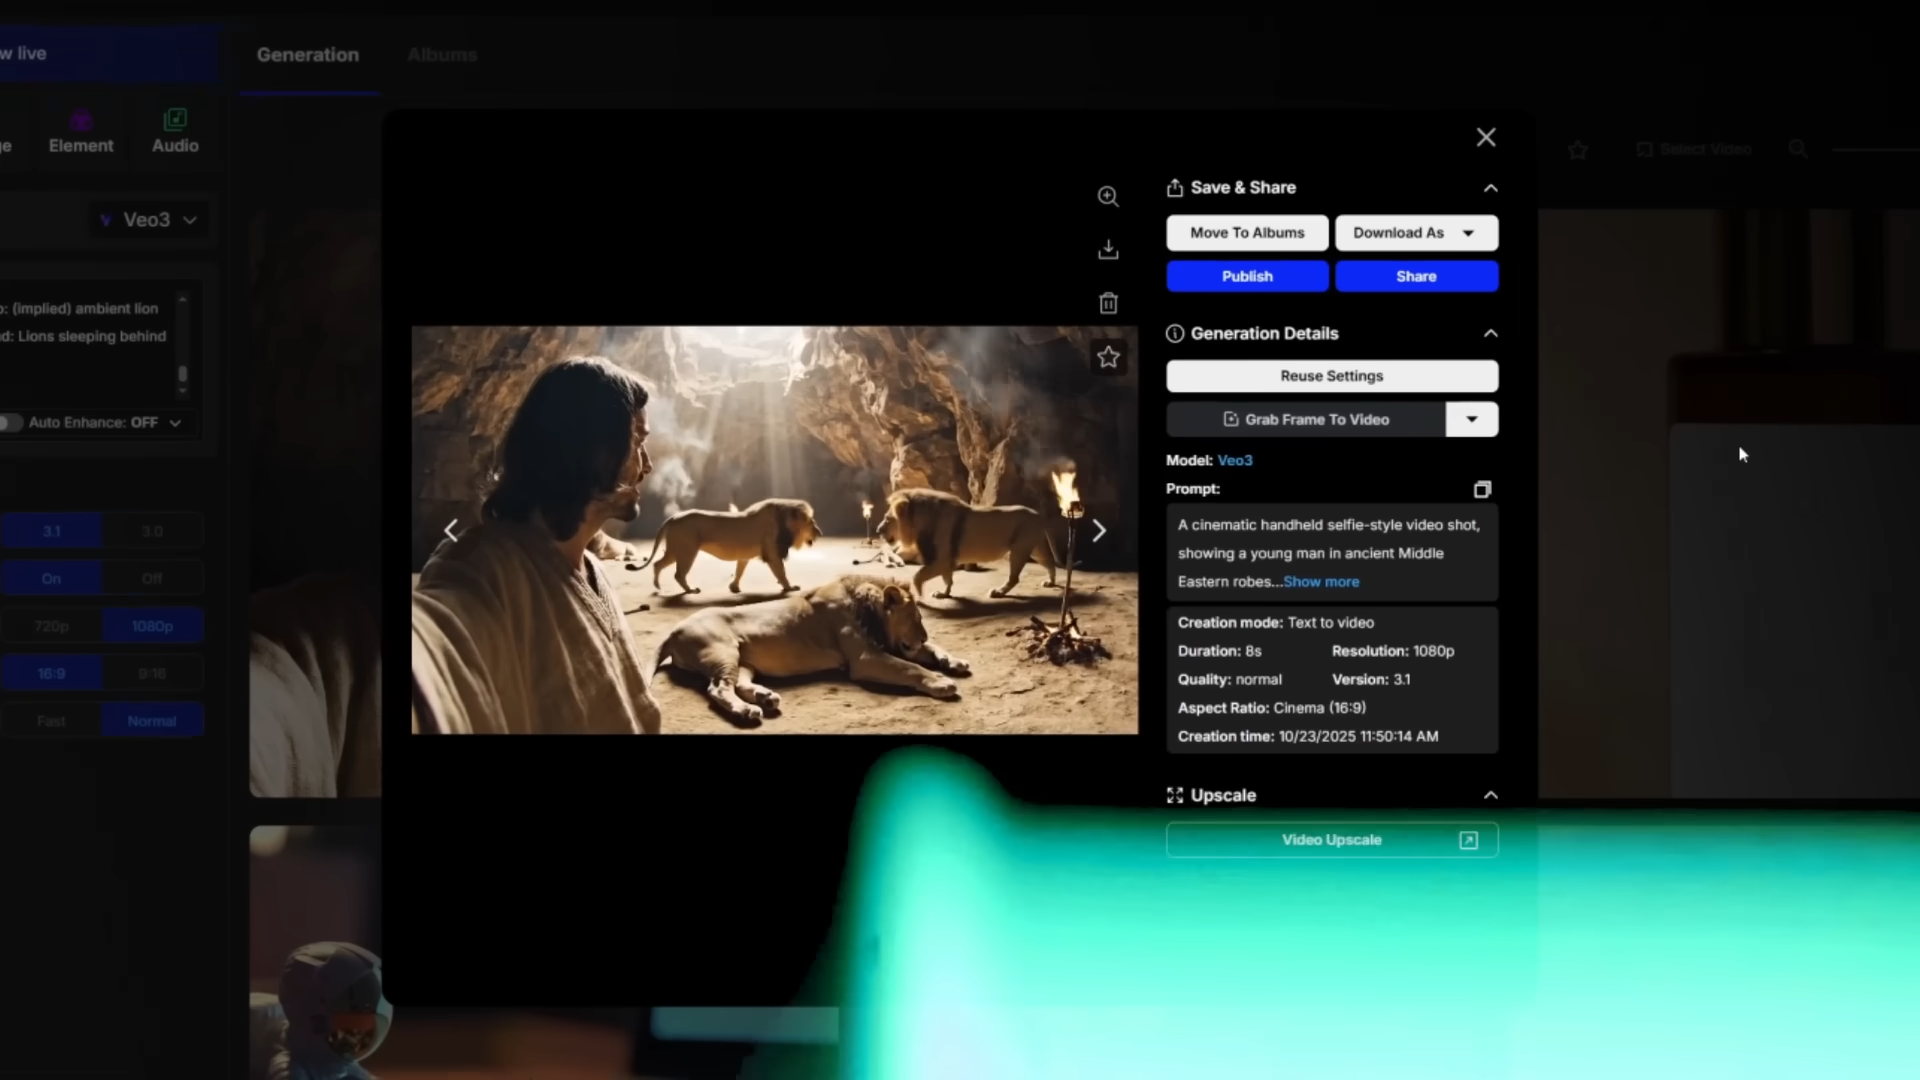 w live
Generation
Albums
ge
Element
Audio
Select Video
Veo3
o: (implied) ambient lion
d: Lions sleeping behind
Auto Enhance: OFF
3.1
3.0
On
Off
720p
1080p
16:9
9:16
Fast
Normal
Save & Share
Move To Albums
Download As
Publish
Share
Generation Details
Reuse Settings
Grab Frame To Video
Model: Veo3
Prompt:
A cinematic handheld selfie-style video shot,
showing a young man in ancient Middle
Eastern robes...Show more
Creation mode: Text to video
Duration: 8s
Resolution: 1080p
Quality: normal
Version: 3.1
Aspect Ratio: Cinema (16:9)
Creation time: 10/23/2025 11:50:14 AM
Upscale
Video Upscale